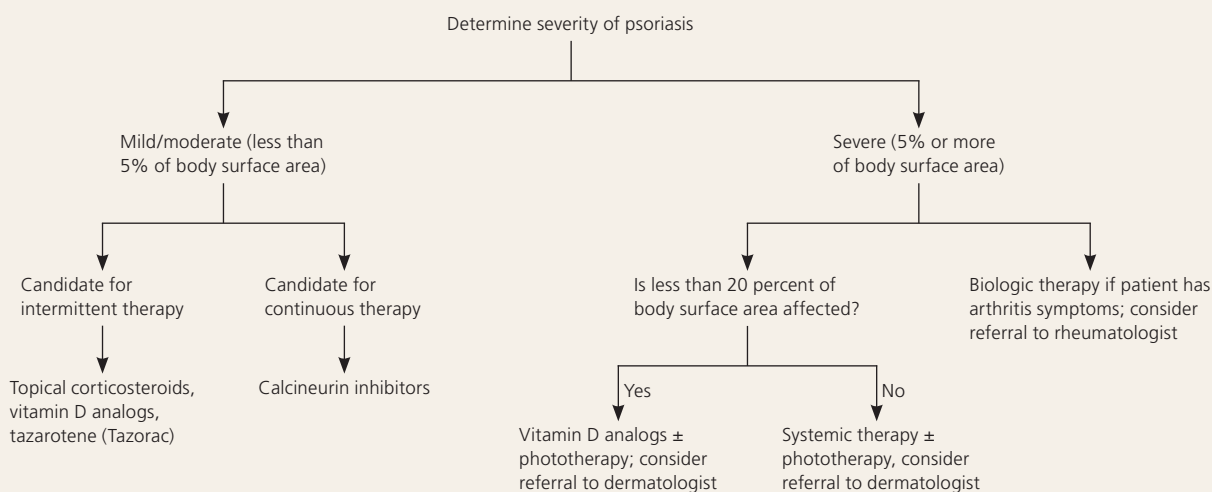 Determine severity of psoriasis
Mild/moderate (less than
5% of body surface area)
Severe (5% or more
of body surface area)
Candidate for
intermittent therapy
Candidate for
continuous therapy
Is less than 20 percent of
body surface area affected?
Biologic therapy if patient has
arthritis symptoms; consider
referral to rheumatologist
Topical corticosteroids,
vitamin D analogs,
tazarotene (Tazorac)
Calcineurin inhibitors
Yes
No
Vitamin D analogs ±
phototherapy; consider
referral to dermatologist
Systemic therapy ±
phototherapy, consider
referral to dermatologist